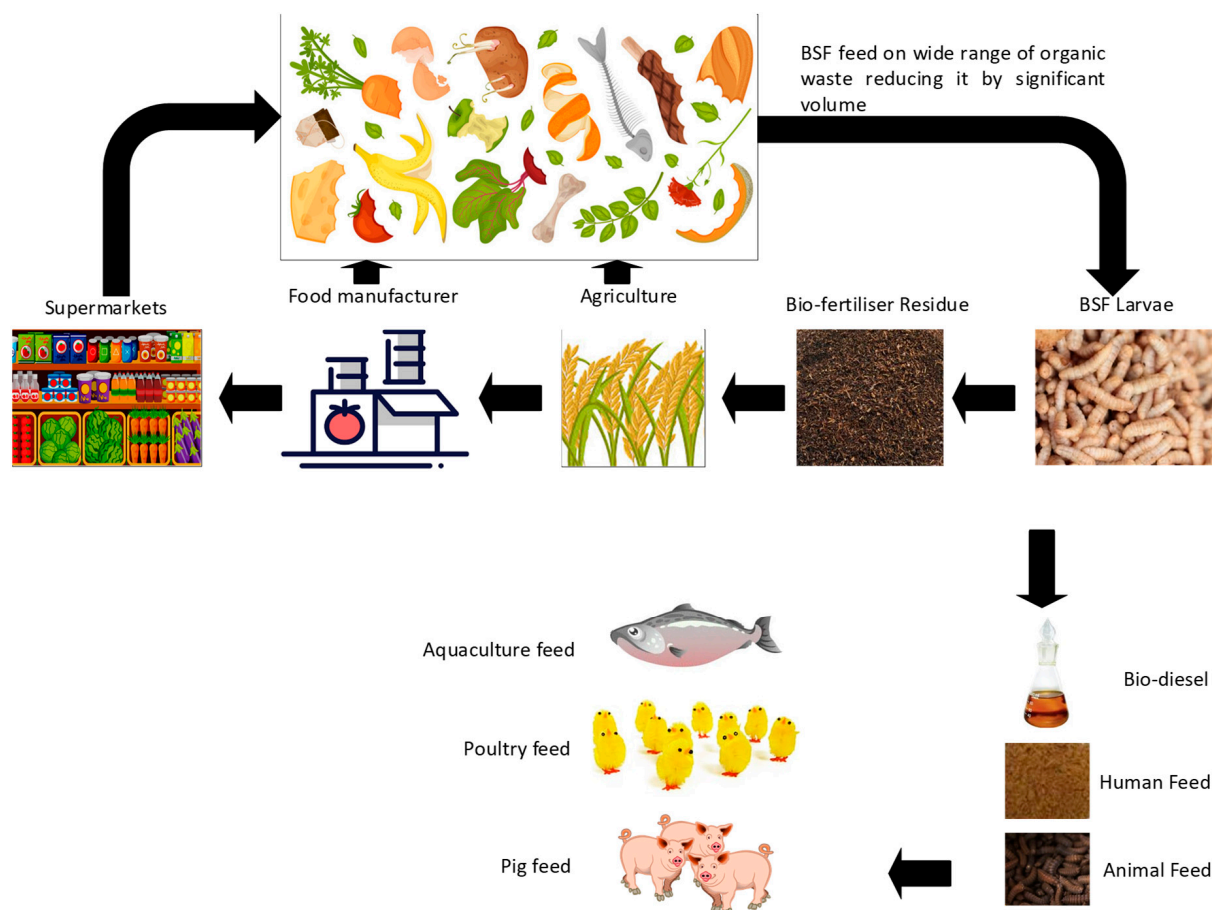 BSF feed on wide range of organic
waste reducing it by significant
volume
Supermarkets
Food manufacturer
Agriculture
Bio-fertiliser Residue
BSF Larvae
Aquaculture feed
Bio-diesel
Poultry feed
Human Feed
Pig feed
Animal Feed